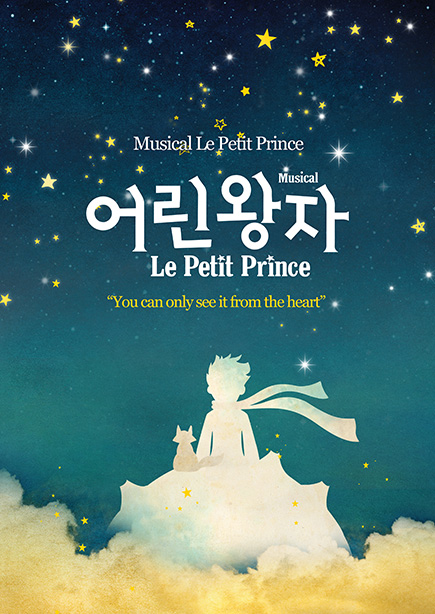 Musical Le Petit Prince
Musical
어린왕자
Le Petit Prince
“You can only see it from the heart”